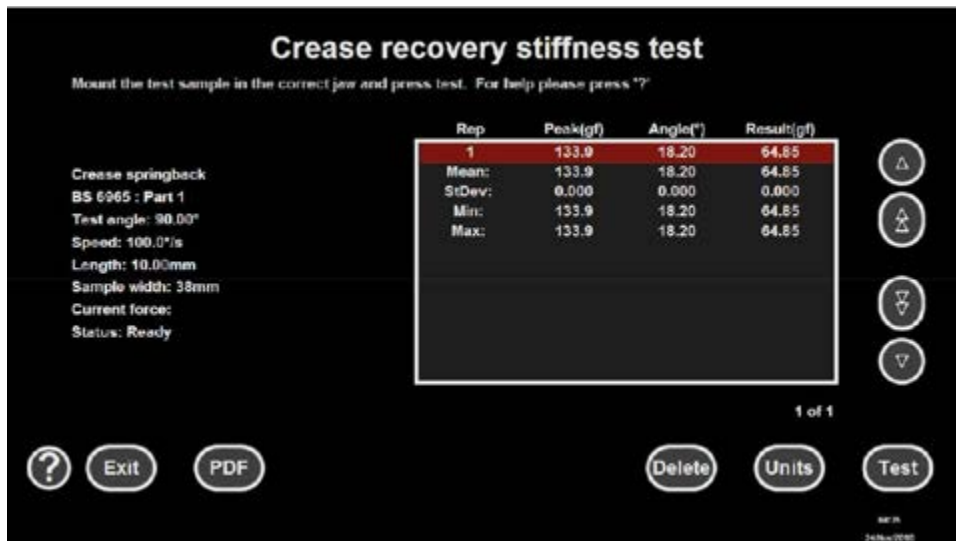 Crease recovery stiffness test
Mount the test sample in the correct jaw and press test. For help please press '?'
Rep Peak(gf) Angle(°) Result(gf)
1 133.9 18.20 64.85
Mean: 133.9 18.20 64.85
StDev: 0.000 0.000 0.000
Min: 133.9 18.20 64.85
Max: 133.9 18.20 64.85
Crease springback
BS 6965 : Part 1
Test angle: 90.00°
Speed: 100.0°/s
Length: 10.00mm
Sample width: 38mm
Current force:
Status: Ready
1 of 1
? Exit PDF Delete Units Test